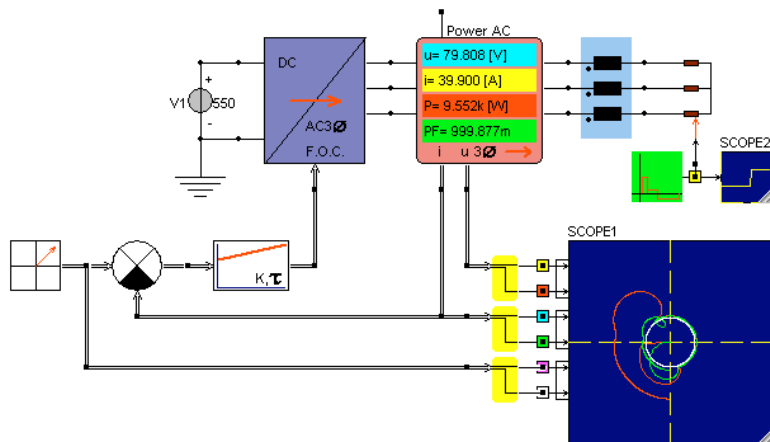 Power AC
DC
AC3Ø
F.O.C.
u= 79.808 [V]
i= 39.900 [A]
P= 9.552k [W]
PF= 999.877m
i u 3Ø
+
V1
550
-
SCOPE2
K,τ
SCOPE1